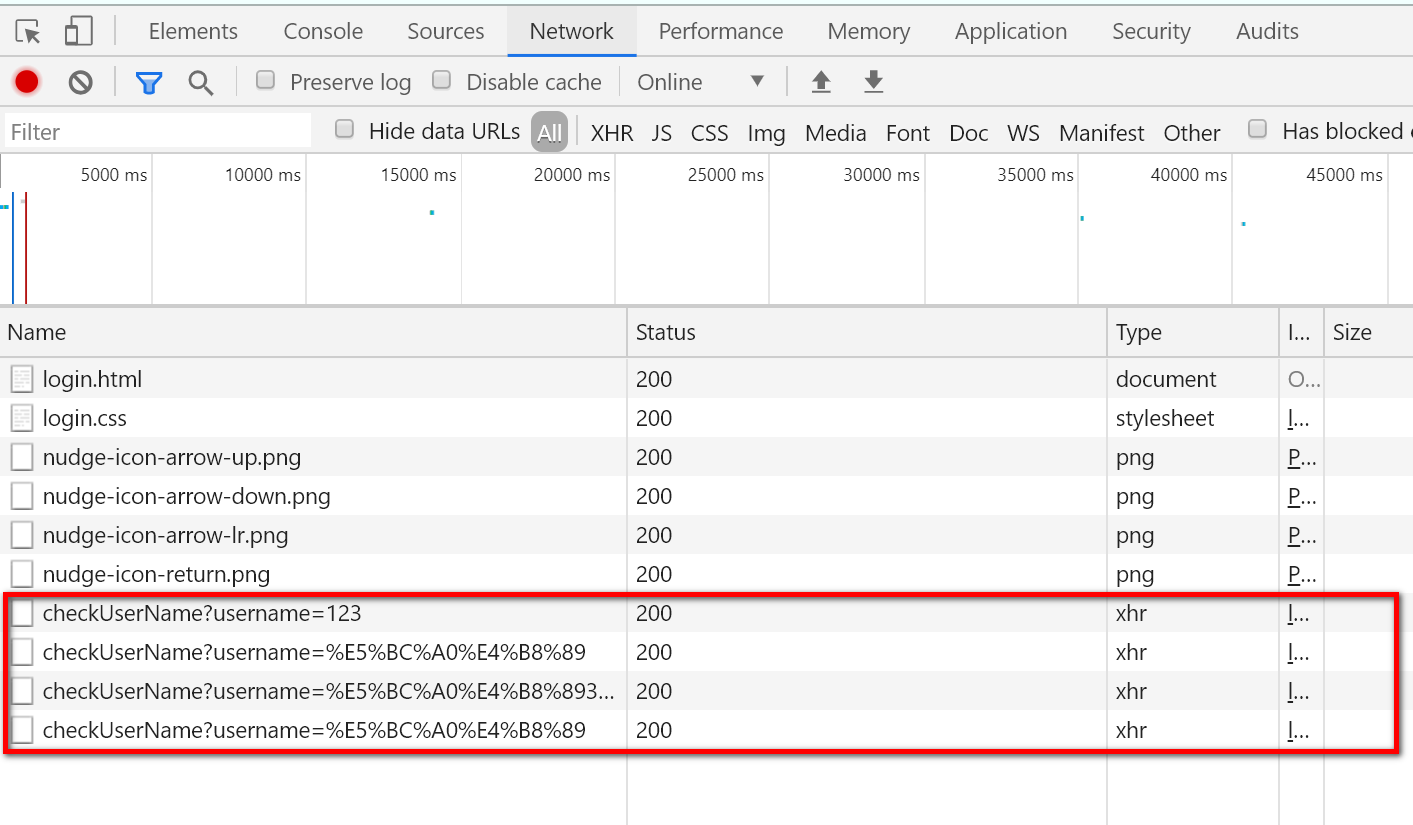 Elements Console Sources Network Performance Memory Application Security Audits
Preserve log Disable cache Online
Filter Hide data URLs All XHR JS CSS Img Media Font Doc WS Manifest Other Has blocked
5000 ms 10000 ms 15000 ms 20000 ms 25000 ms 30000 ms 35000 ms 40000 ms 45000 ms
Name Status Type I... Size
login.html 200 document O...
login.css 200 stylesheet l...
nudge-icon-arrow-up.png 200 png P...
nudge-icon-arrow-down.png 200 png P...
nudge-icon-arrow-lr.png 200 png P...
nudge-icon-return.png 200 png P...
checkUserName?username=123 200 xhr l...
checkUserName?username=%E5%BC%A0%E4%B8%89 200 xhr l...
checkUserName?username=%E5%BC%A0%E4%B8%893... 200 xhr l...
checkUserName?username=%E5%BC%A0%E4%B8%89 200 xhr l...